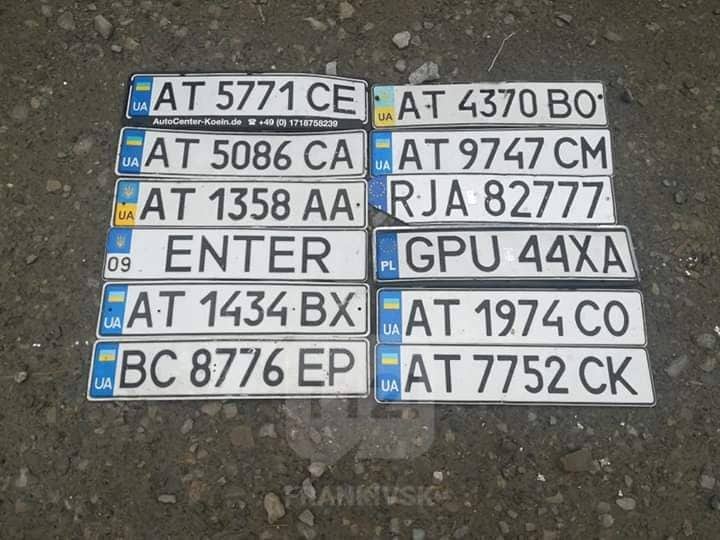 UA AT 5771 CE
AutoCenter-Koeln.de ☎ +49 (0) 1718758239
UA AT 5086 CA
UA AT 1358 AA
09 ENTER
UA AT 1434 BX
UA BC 8776 EP
AT 4370 BO
UA AT 9747 CM
RJA 82777
PL GPU 44XA
UA AT 1974 CO
UA AT 7752 CK
FRANKIVSK